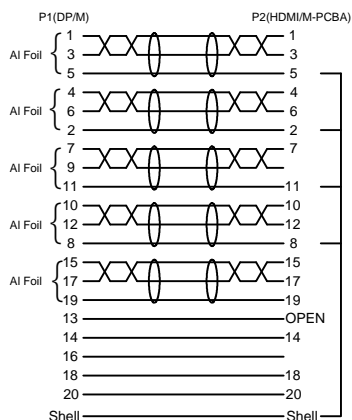 P1(DP/M) P2(HDMI/M-PCBA)
1 1
Al Foil 3 3
5 5
4 4
Al Foil 6 6
2 2
7 7
Al Foil 9
11 11
10 10
Al Foil 12 12
8 8
15 15
Al Foil 17 17
19 19
13 OPEN
14 14
16
18 18
20 20
Shell Shell